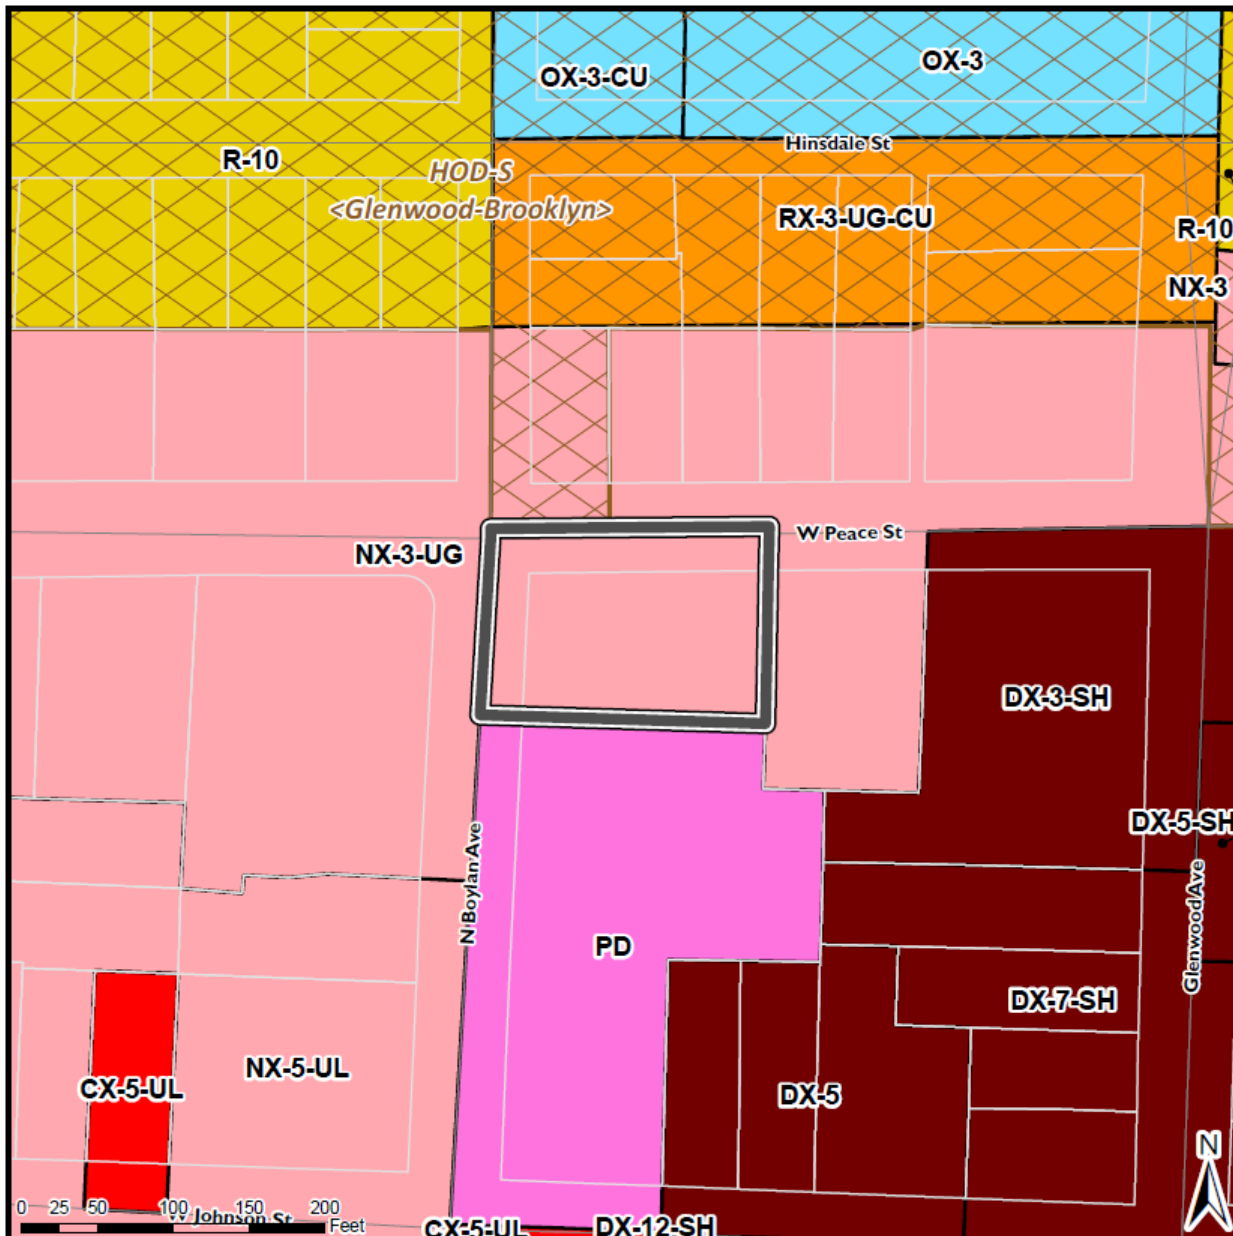 OX-3-CU
OX-3
Hinsdale St
R-10
HOD-S
<Glenwood-Brooklyn>
RX-3-UG-CU
R-10
NX-3
W Peace St
NX-3-UG
DX-3-SH
DX-5-SH
N Boylan Ave
Glenwood Ave
PD
DX-7-SH
NX-5-UL
CX-5-UL
DX-5
N
0 25 50 100 150 200
Feet
W Johnson St
CX-5-UL
DX-12-SH